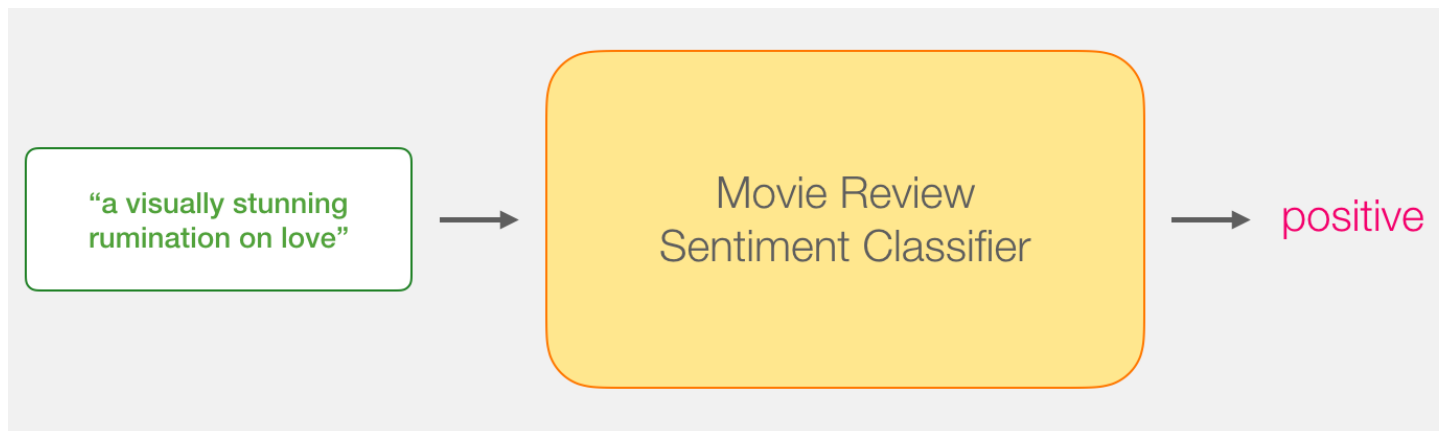 “a visually stunning
rumination on love”
Movie Review
Sentiment Classifier
positive